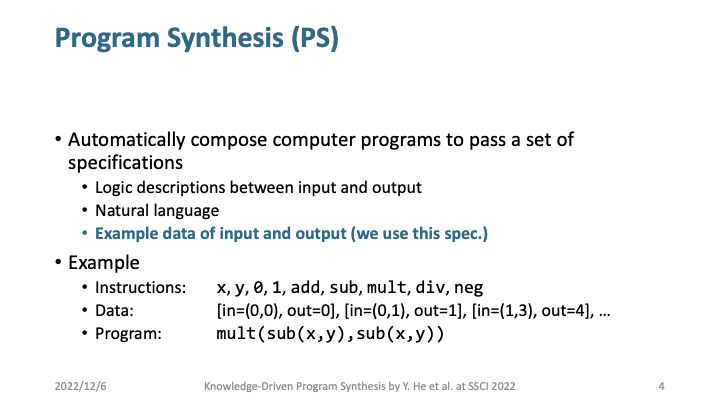 Program Synthesis (PS)
• Automatically compose computer programs to pass a set of
specifications
• Logic descriptions between input and output
• Natural language
• Example data of input and output (we use this spec.)
• Example
• Instructions: x, y, 0, 1, add, sub, mult, div, neg
• Data: [in=(0,0), out=0], [in=(0,1), out=1], [in=(1,3), out=4], ...
• Program: mult(sub(x,y),sub(x,y))
2022/12/6 Knowledge-Driven Program Synthesis by Y. He et al. at SSCI 2022 4